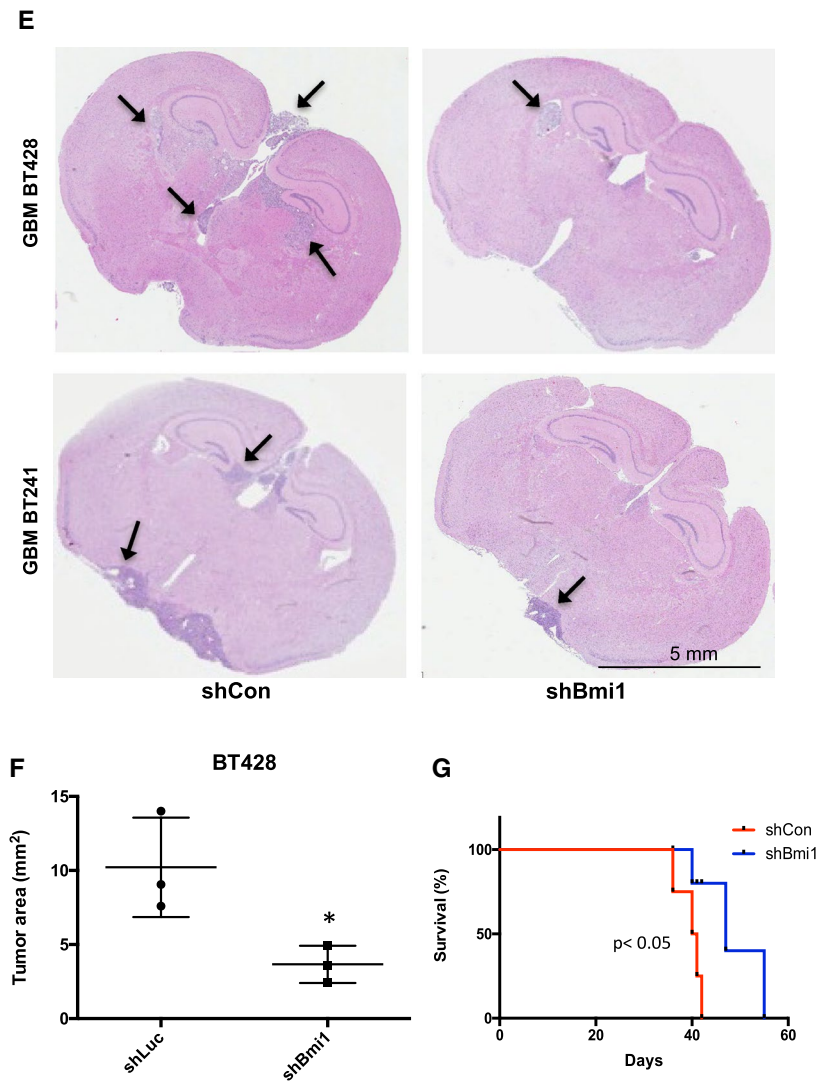 E
GBM BT428
GBM BT241
5 mm
shCon
shBmi1
F
BT428
Tumor area (mm²)
15
10
5
0
*
shLuc
shBmi1
G
shCon
shBmi1
Survival (%)
100
50
0
p< 0.05
0
20
40
60
Days